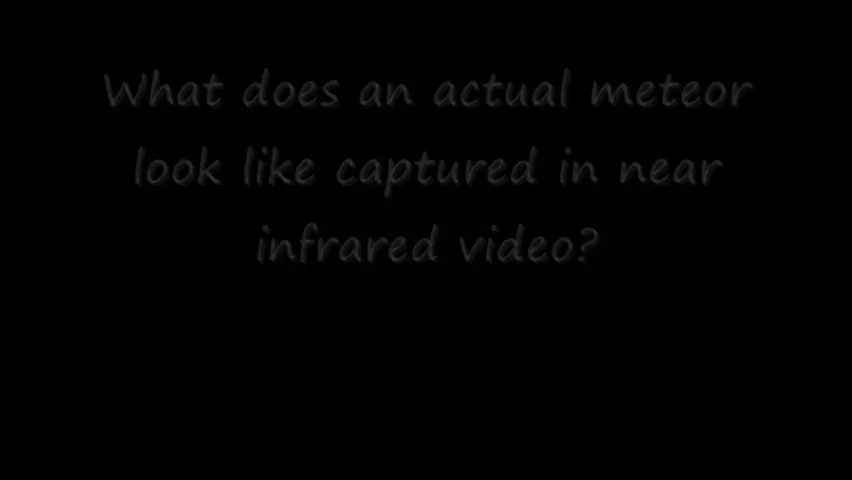 What does an actual meteor
look like captured in near
infrared video?